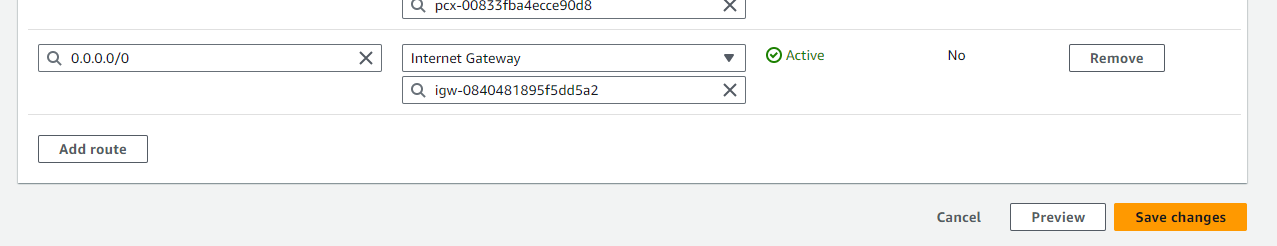 pcx-00833fba4ecce90d8
0.0.0.0/0
Internet Gateway
Active
No
Remove
igw-0840481895f5dd5a2
Add route
Cancel
Preview
Save changes